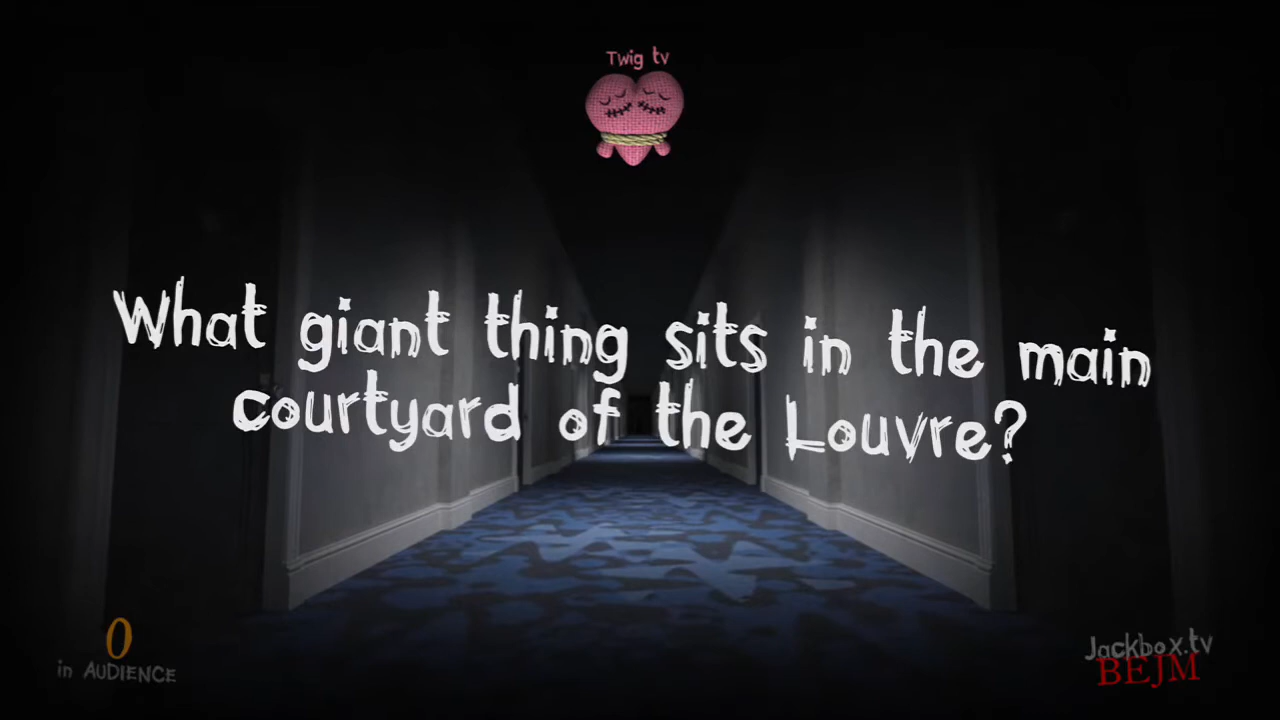 Twig tv
What giant thing sits in the main
courtyard of the Louvre?
0
in AUDIENCE
Jackbox.tv
BEJM